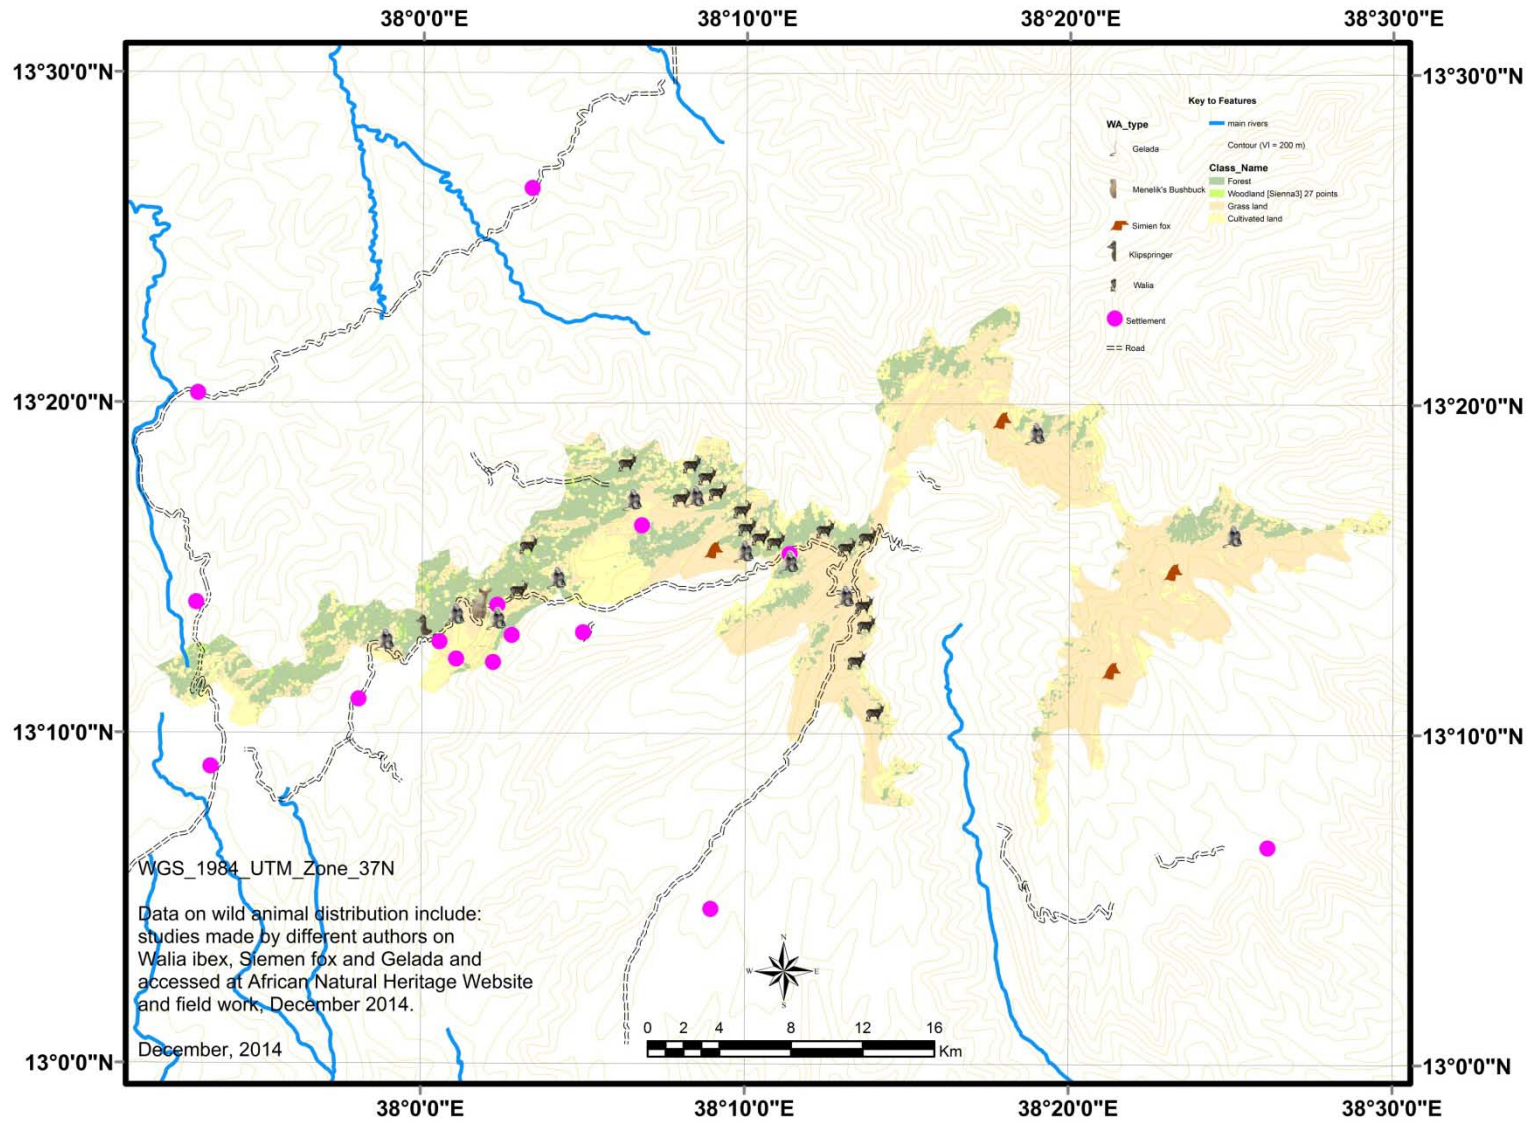 38°0'0"E 38°10'0"E 38°20'0"E 38°30'0"E
13°30'0"N 13°30'0"N
Key to Features
WA_type
main rivers
Gelada
Contour (VI = 200 m)
Class_Name
Forest
Menelik's Bushbuck
Woodland [Sienna3] 27 points
Grass land
Cultivated land
Simien fox
Klipspringer
Walia
Settlement
Road
13°20'0"N 13°20'0"N
13°10'0"N 13°10'0"N
WGS_1984_UTM_Zone_37N
Data on wild animal distribution include:
studies made by different authors on
Walia ibex, Siemen fox and Gelada and
accessed at African Natural Heritage Website
and field work, December 2014.
December, 2014
N
W E
S
0 2 4 8 12 16
Km
13°0'0"N 13°0'0"N
38°0'0"E 38°10'0"E 38°20'0"E 38°30'0"E